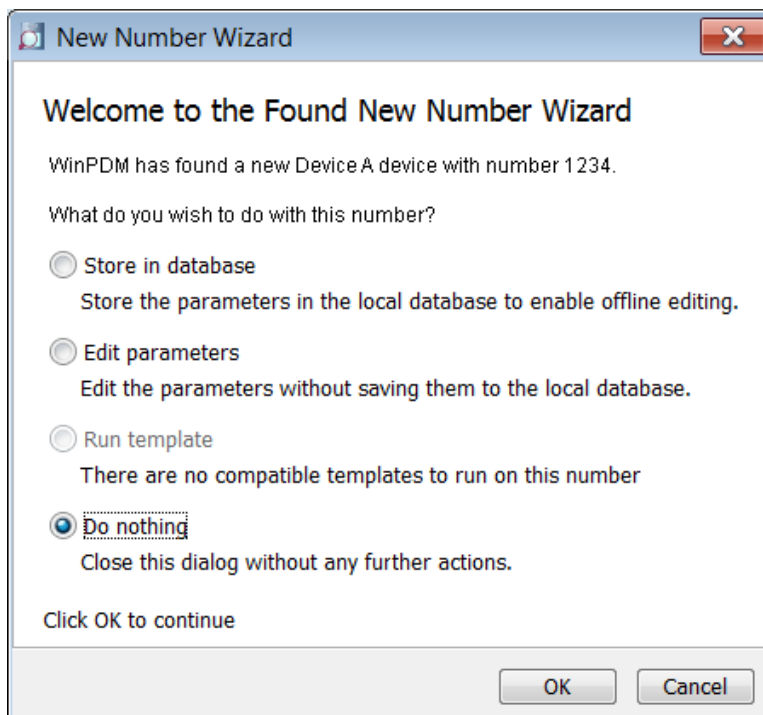 New Number Wizard
Welcome to the Found New Number Wizard
WinPDM has found a new Device A device with number 1234.
What do you wish to do with this number?
Store in database
Store the parameters in the local database to enable offline editing.
Edit parameters
Edit the parameters without saving them to the local database.
Run template
There are no compatible templates to run on this number
Do nothing
Close this dialog without any further actions.
Click OK to continue
OK Cancel